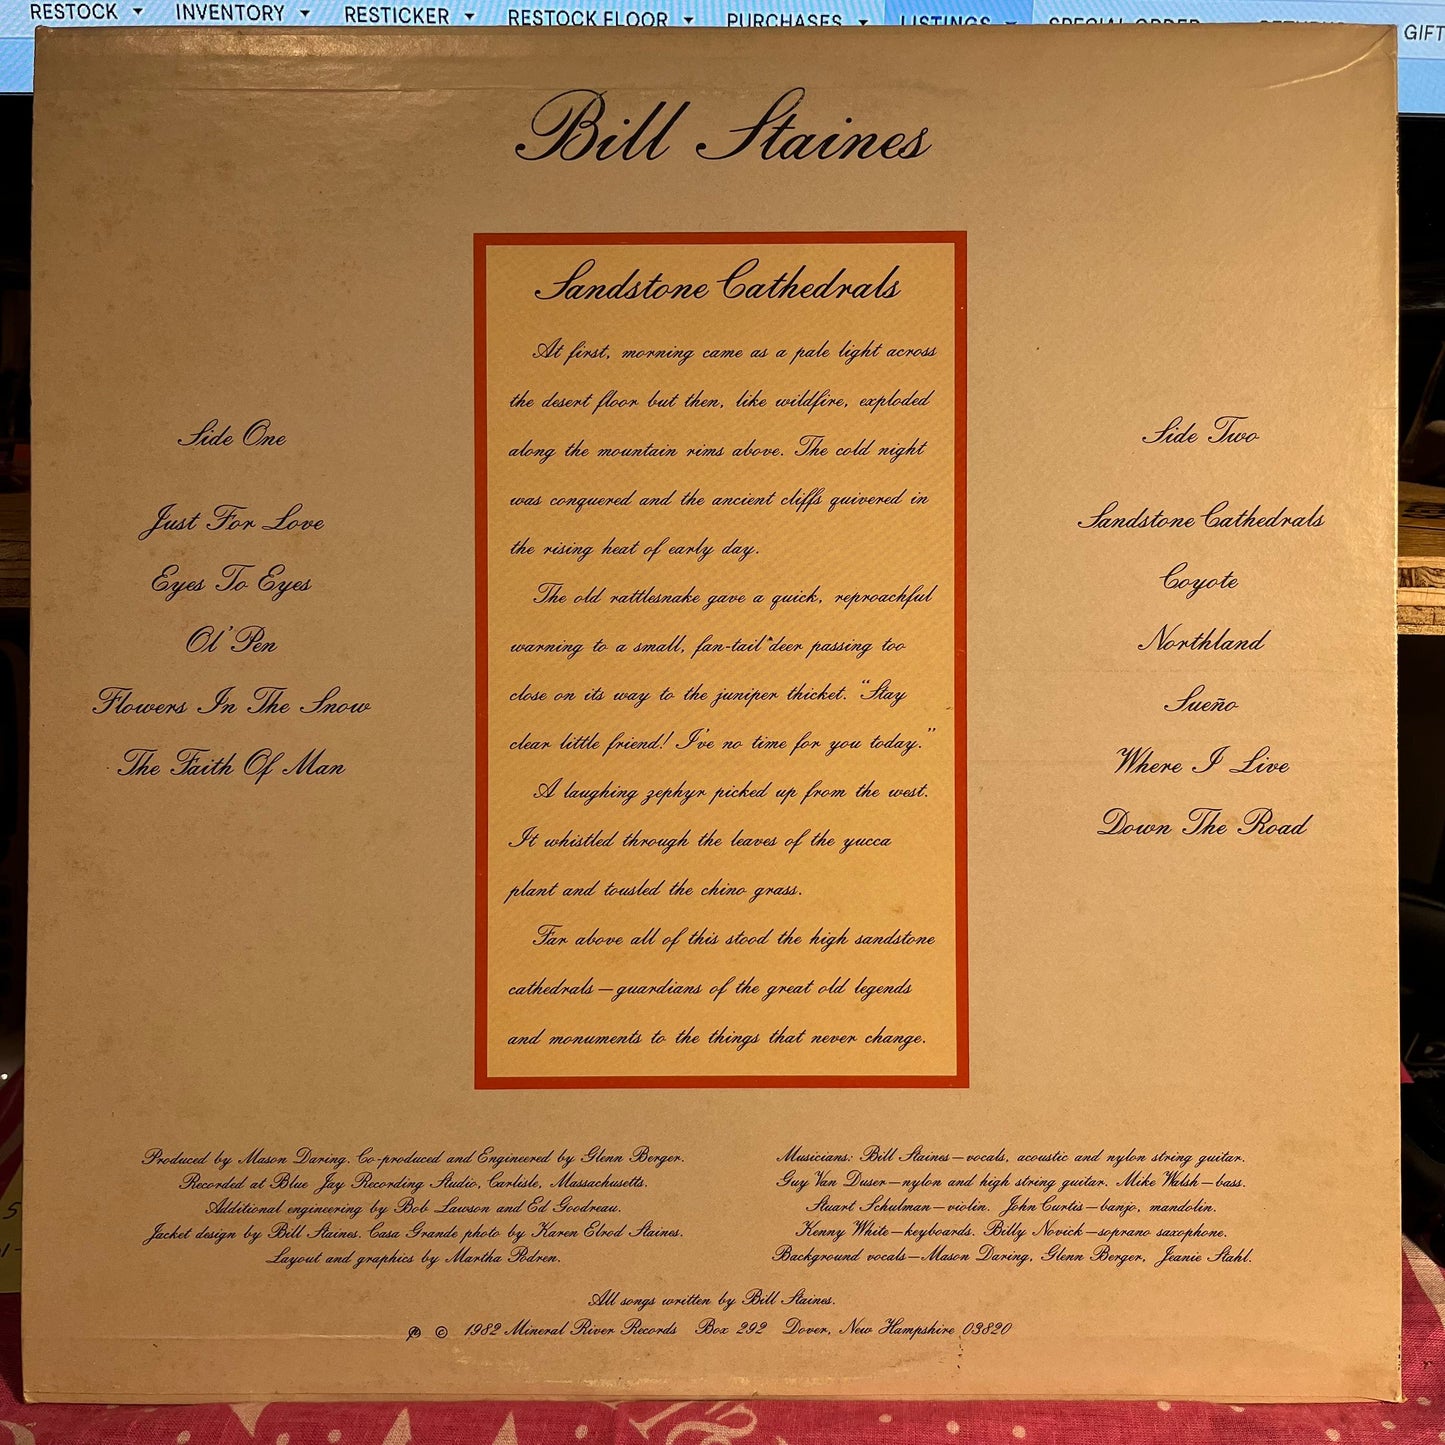 RESTOCK
INVENTORY
RESTICKER
RESTOCK FLOOR
PURCHASES
LISTINGS
SPECIAL ORDER
GIFT
Bill Staines
Sandstone Cathedrals
At first, morning came as a pale light across
the desert floor but then, like wildfire, exploded
along the mountain rims above. The cold night
was conquered and the ancient cliffs quivered in
the rising heat of early day.
The old rattlesnake gave a quick, reproachful
warning to a small, fan-tail deer passing too
close on its way to the juniper thicket. "Stay
clear little friend! I've no time for you today."
A laughing zephyr picked up from the west.
It whistled through the leaves of the yucca
plant and tousled the chino grass.
Far above all of this stood the high sandstone
cathedrals—guardians of the great old legends
and monuments to the things that never change.
Side One
Just For Love
Eyes To Eyes
Ol' Pen
Flowers In The Snow
The Faith Of Man
Side Two
Sandstone Cathedrals
Coyote
Northland
Sueño
Where I Live
Down The Road
Produced by Mason Daring. Co-produced and Engineered by Glenn Berger.
Recorded at Blue Jay Recording Studio, Carlisle, Massachusetts.
Additional engineering by Bob Lawson and Ed Goodreau.
Jacket design by Bill Staines. Casa Grande photo by Karen Elrod Staines.
Layout and graphics by Martha Podren.
Musicians: Bill Staines—vocals, acoustic and nylon string guitar.
Guy Van Duser—nylon and high string guitar. Mike Walsh—bass.
Stuart Schulman—violin. John Curtis—banjo, mandolin.
Kenny White—keyboards. Billy Novick—soprano saxophone.
Background vocals—Mason Daring, Glenn Berger, Jeanie Stahl.
All songs written by Bill Staines.
℗ © 1982 Mineral River Records Box 292 Dover, New Hampshire 03820